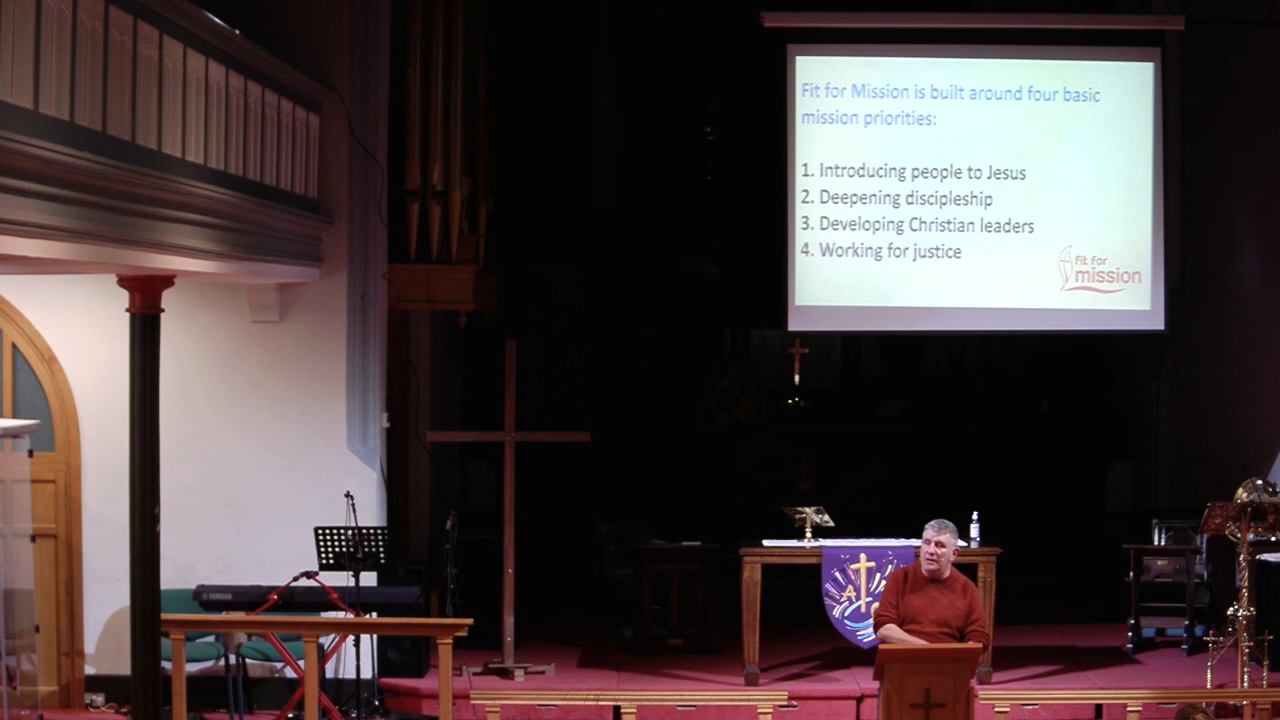 Fit for Mission is built around four basic
mission priorities:
1. Introducing people to Jesus
2. Deepening discipleship
3. Developing Christian leaders
4. Working for justice
Fit For
mission
YAMAHA
A